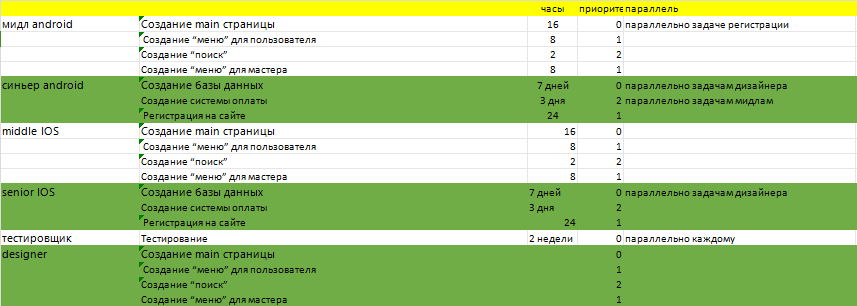 часы приорите параллель
мидл android Создание main страницы 16 0 параллельно задаче регистрации
Создание “меню” для пользователя 8 1
Создание “поиск” 2 2
Создание “меню” для мастера 8 1
синьер android Создание базы данных 7 дней 0 параллельно задачам дизайнера
Создание системы оплаты 3 дня 2 параллельно задачам мидлам
Регистрация на сайте 24 1
middle IOS Создание main страницы 16 0
Создание “меню” для пользователя 8 1
Создание “поиск” 2 2
Создание “меню” для мастера 8 1
senior IOS Создание базы данных 7 дней 0 параллельно задачам дизайнера
Создание системы оплаты 3 дня 2
Регистрация на сайте 24 1
тестировщик Тестирование 2 недели 0 параллельно каждому
designer Создание main страницы 0
Создание “меню” для пользователя 1
Создание “поиск” 2
Создание “меню” для мастера 1